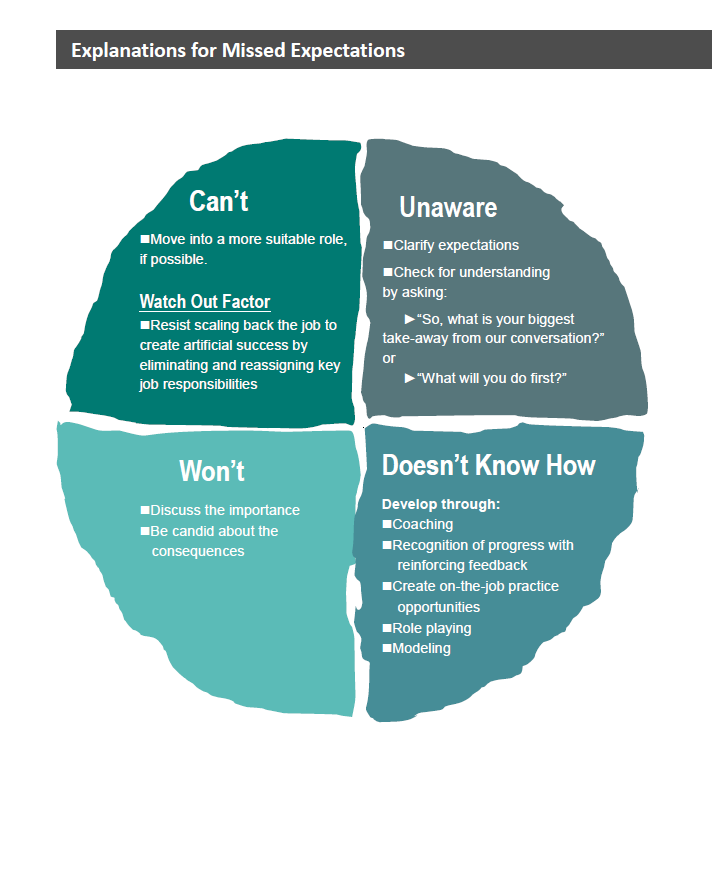 Explanations for Missed Expectations
Can't
■Move into a more suitable role,
if possible.
Watch Out Factor
■Resist scaling back the job to
create artificial success by
eliminating and reassigning key
job responsibilities
Unaware
■Clarify expectations
■Check for understanding
by asking:
►“So, what is your biggest
take-away from our conversation?”
or
►“What will you do first?”
Won't
■Discuss the importance
■Be candid about the
consequences
Doesn't Know How
Develop through:
■Coaching
■Recognition of progress with
reinforcing feedback
■Create on-the-job practice
opportunities
■Role playing
■Modeling